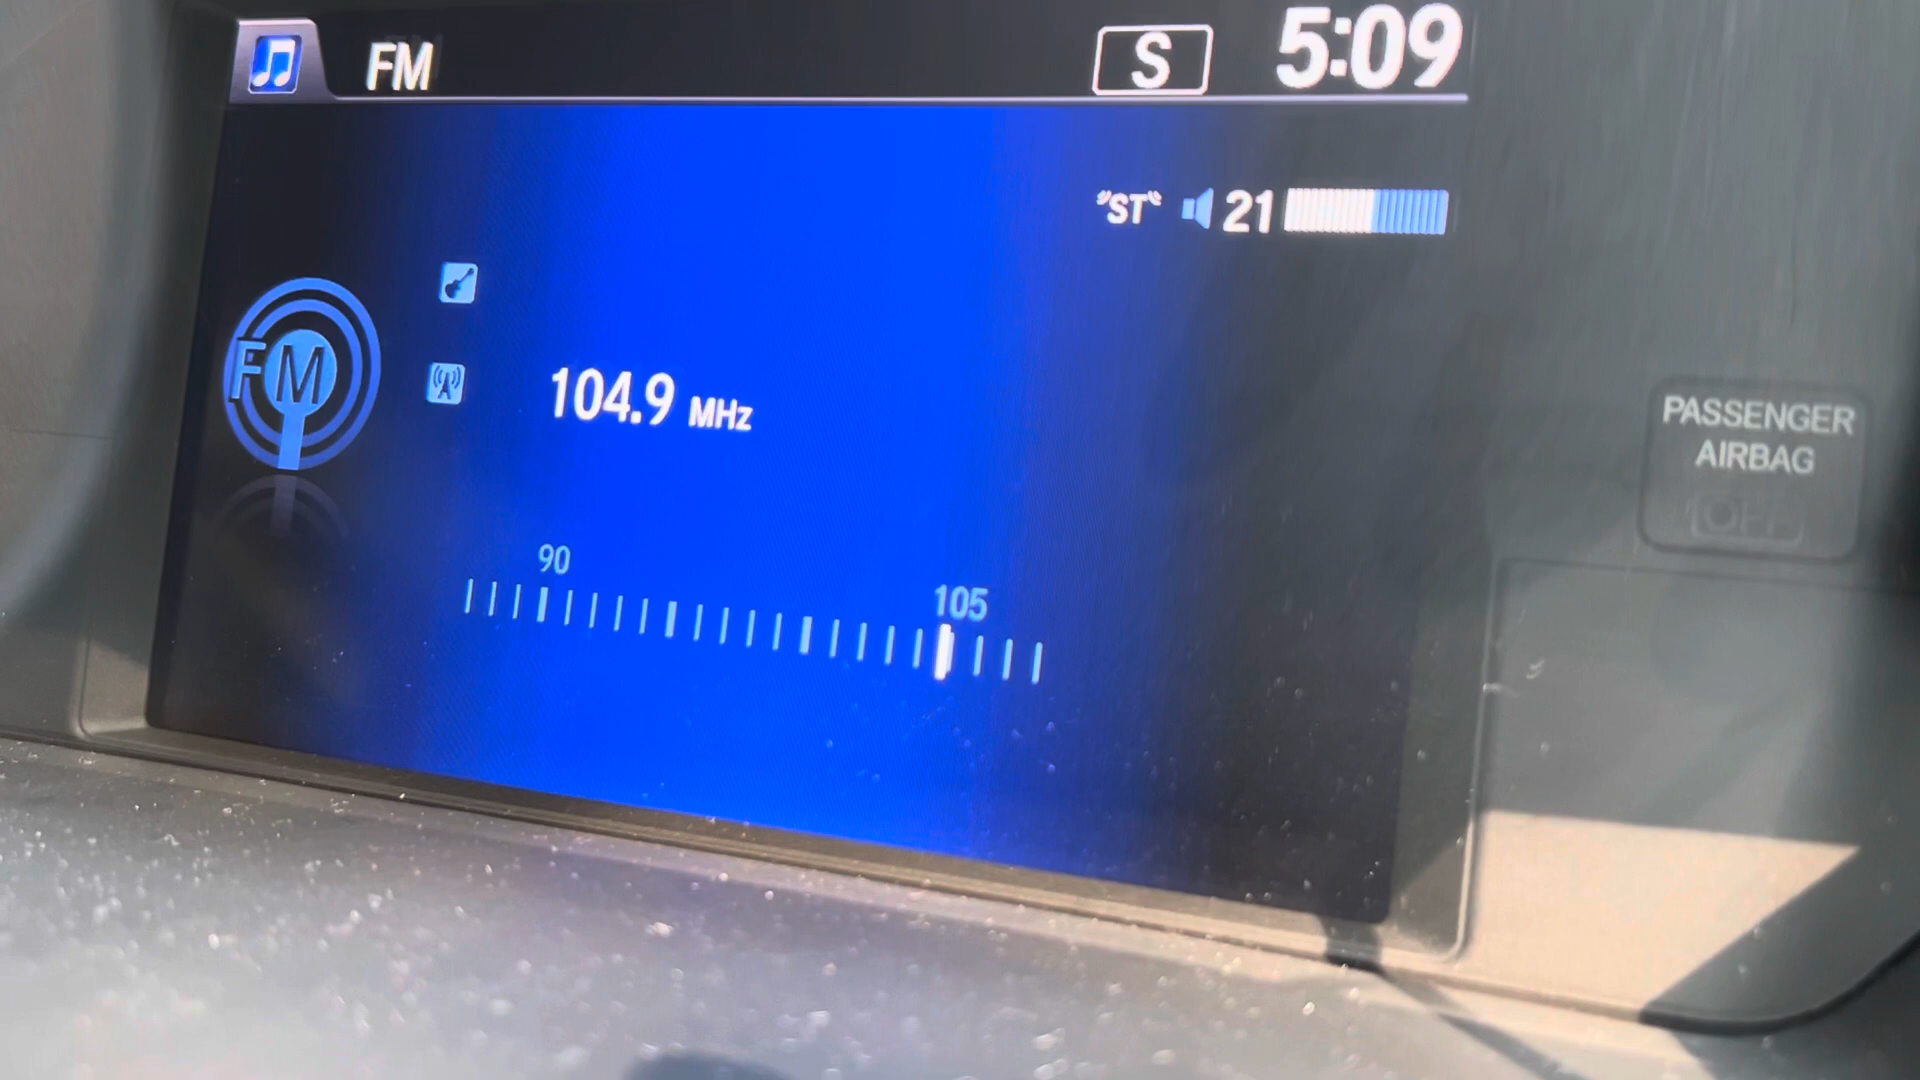 FM
S
5:09
"ST" 21
FM
104.9 MHz
90
105
PASSENGER
AIRBAG
OFF